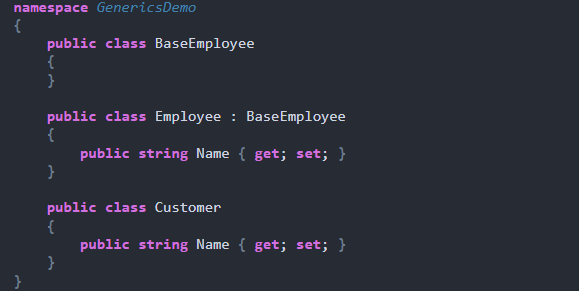 namespace GenericsDemo
{
    public class BaseEmployee
    {
    }

    public class Employee : BaseEmployee
    {
        public string Name { get; set; }
    }

    public class Customer
    {
        public string Name { get; set; }
    }
}